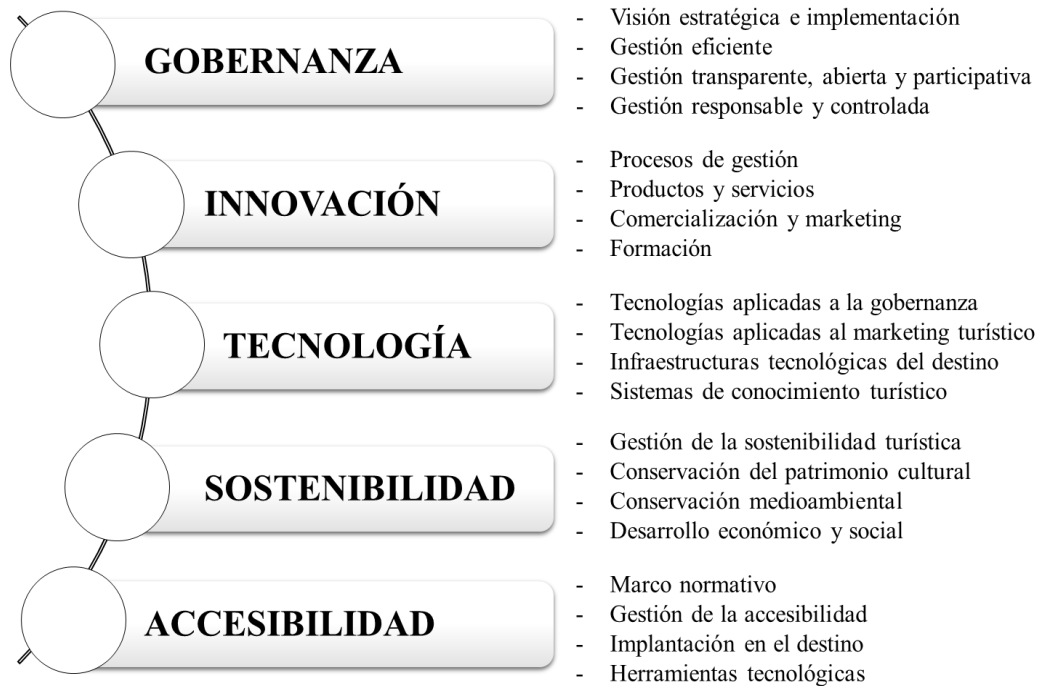 GOBERNANZA
- Visión estratégica e implementación
- Gestión eficiente
- Gestión transparente, abierta y participativa
- Gestión responsable y controlada
INNOVACIÓN
- Procesos de gestión
- Productos y servicios
- Comercialización y marketing
- Formación
TECNOLOGÍA
- Tecnologías aplicadas a la gobernanza
- Tecnologías aplicadas al marketing turístico
- Infraestructuras tecnológicas del destino
- Sistemas de conocimiento turístico
SOSTENIBILIDAD
- Gestión de la sostenibilidad turística
- Conservación del patrimonio cultural
- Conservación medioambiental
- Desarrollo económico y social
ACCESIBILIDAD
- Marco normativo
- Gestión de la accesibilidad
- Implantación en el destino
- Herramientas tecnológicas